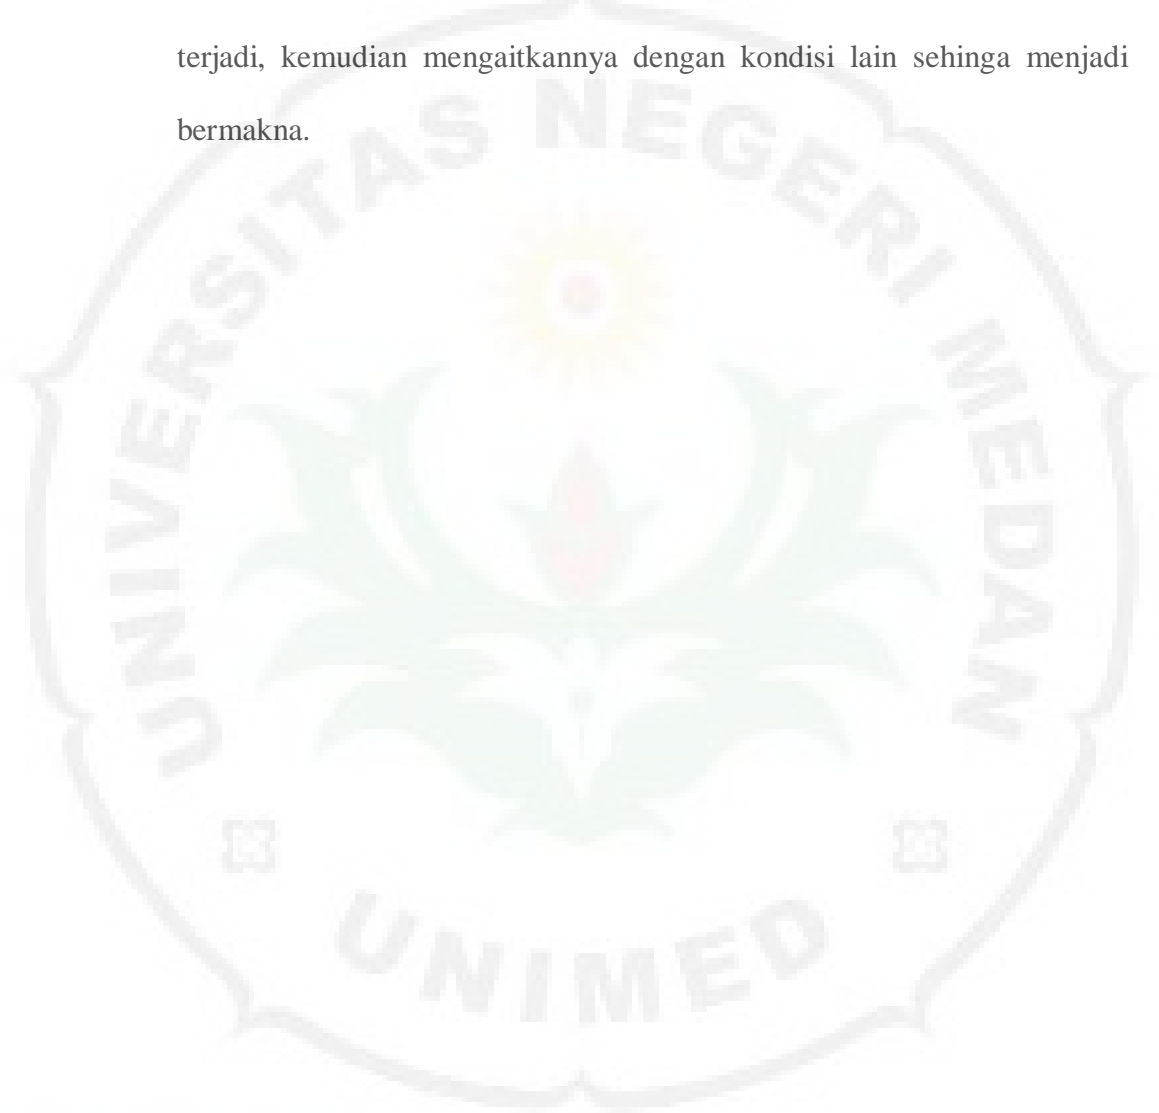 terjadi, kemudian mengaitkannya dengan kondisi lain sehinga menjadi
bermakna.
UNIVERSITAS NEGERI MEDAN
UNIMED